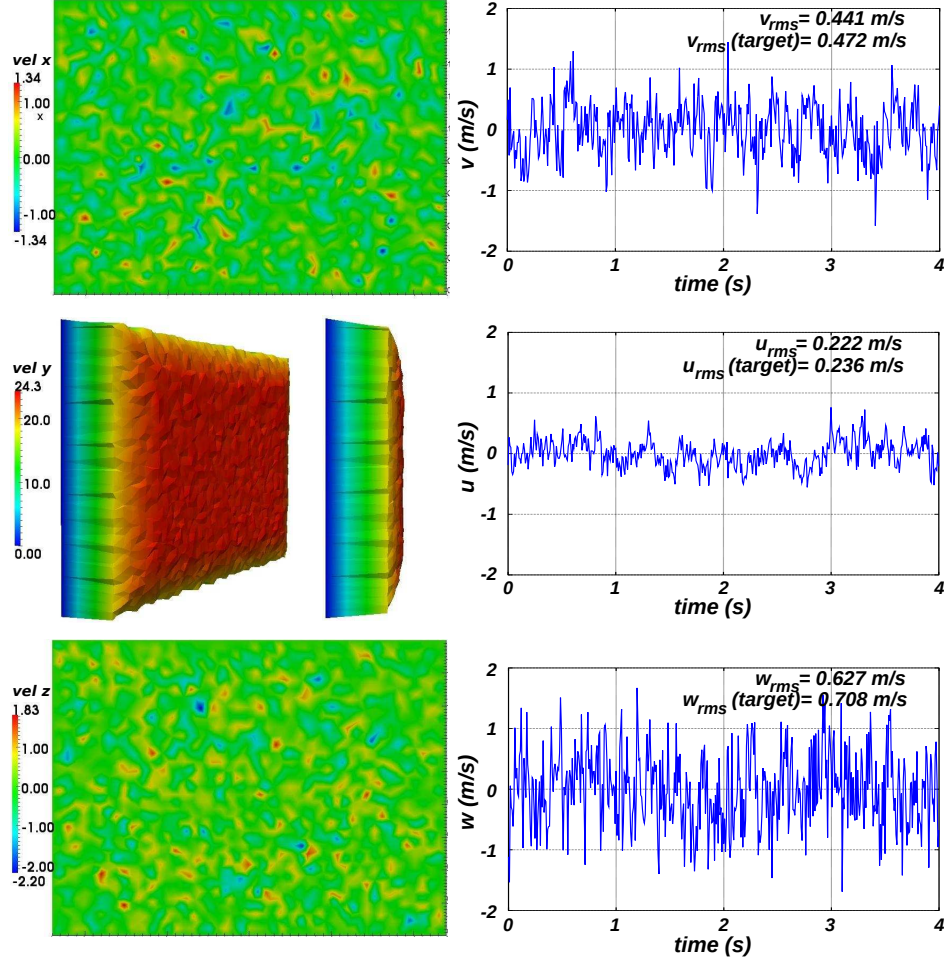 vel x
1.34
1.00
x
0.00
-1.00
-1.34
v_rms= 0.441 m/s
v_rms (target)= 0.472 m/s
2
1
0
-1
-2
v (m/s)
0 1 2 3 4
time (s)
vel y
24.3
20.0
10.0
0.00
u_rms= 0.222 m/s
u_rms (target)= 0.236 m/s
2
1
0
-1
-2
u (m/s)
0 1 2 3 4
time (s)
vel z
1.83
1.00
0.00
-1.00
-2.00
-2.20
w_rms= 0.627 m/s
w_rms (target)= 0.708 m/s
2
1
0
-1
-2
w (m/s)
0 1 2 3 4
time (s)